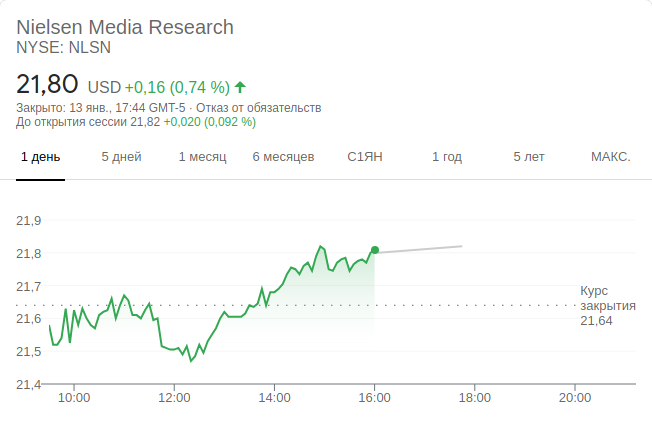 Nielsen Media Research
NYSE: NLSN
21,80 USD +0,16 (0,74 %)
Закрыто: 13 янв., 17:44 GMT-5 · Отказ от обязательств
До открытия сессии 21,82 +0,020 (0,092 %)
1 день 5 дней 1 месяц 6 месяцев С1ЯН 1 год 5 лет МАКС.
21,9
21,8
21,7
Курс
закрытия
21,64
21,6
21,5
21,4
10:00 12:00 14:00 16:00 18:00 20:00